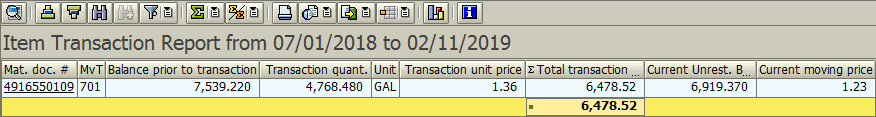 Item Transaction Report from 07/01/2018 to 02/11/2019
Mat. doc. # MvT Balance prior to transaction Transaction quant. Unit Transaction unit price Σ Total transaction ... Current Unrest. B... Current moving price
4916550109 701 7,539.220 4,768.480 GAL 1.36 6,478.52 6,919.370 1.23
▪ 6,478.52